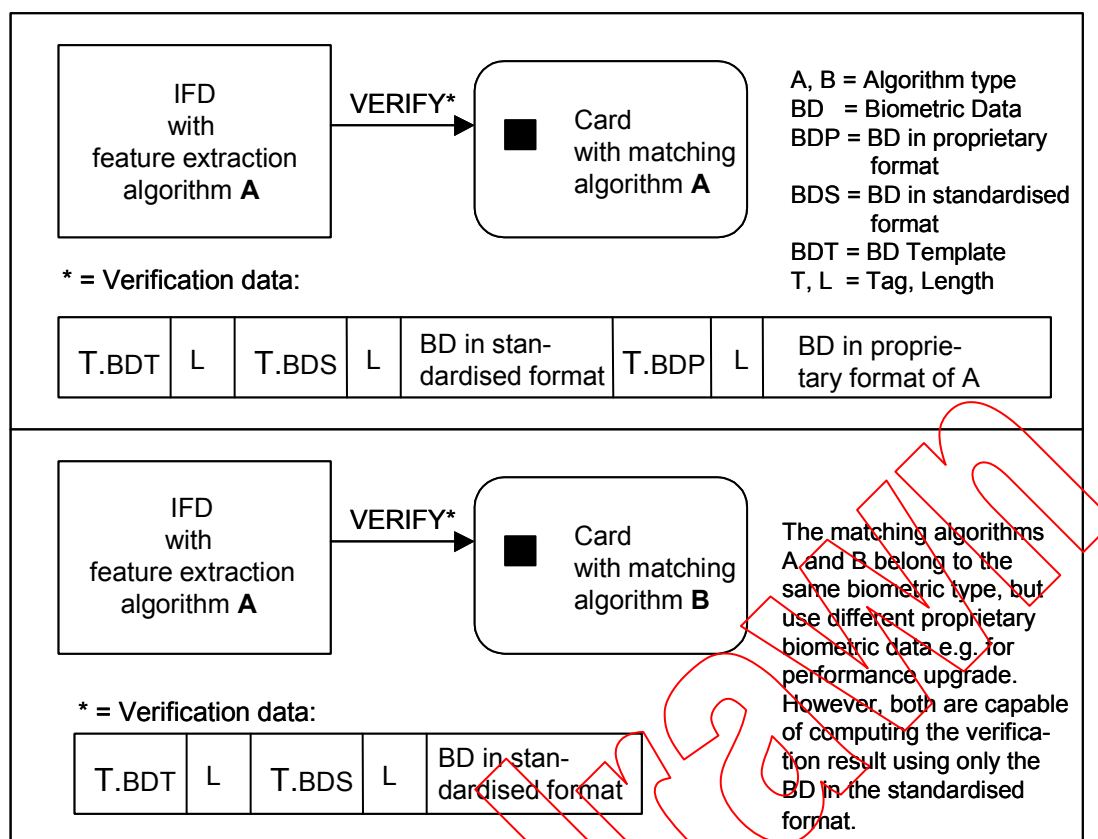 IFD
with
feature extraction
algorithm A
VERIFY*
Card
with matching
algorithm A
A, B = Algorithm type
BD = Biometric Data
BDP = BD in proprietary
format
BDS = BD in standardised
format
BDT = BD Template
T, L = Tag, Length
* = Verification data:
T.BDT L T.BDS L BD in stan-
dardised format T.BDP L BD in proprie-
tary format of A
IFD
with
feature extraction
algorithm A
VERIFY*
Card
with matching
algorithm B
The matching algorithms
A and B belong to the
same biometric type, but
use different proprietary
biometric data e.g. for
performance upgrade.
However, both are capable
of computing the verifica-
tion result using only the
BD in the standardised
format.
* = Verification data:
T.BDT L T.BDS L BD in stan-
dardised format